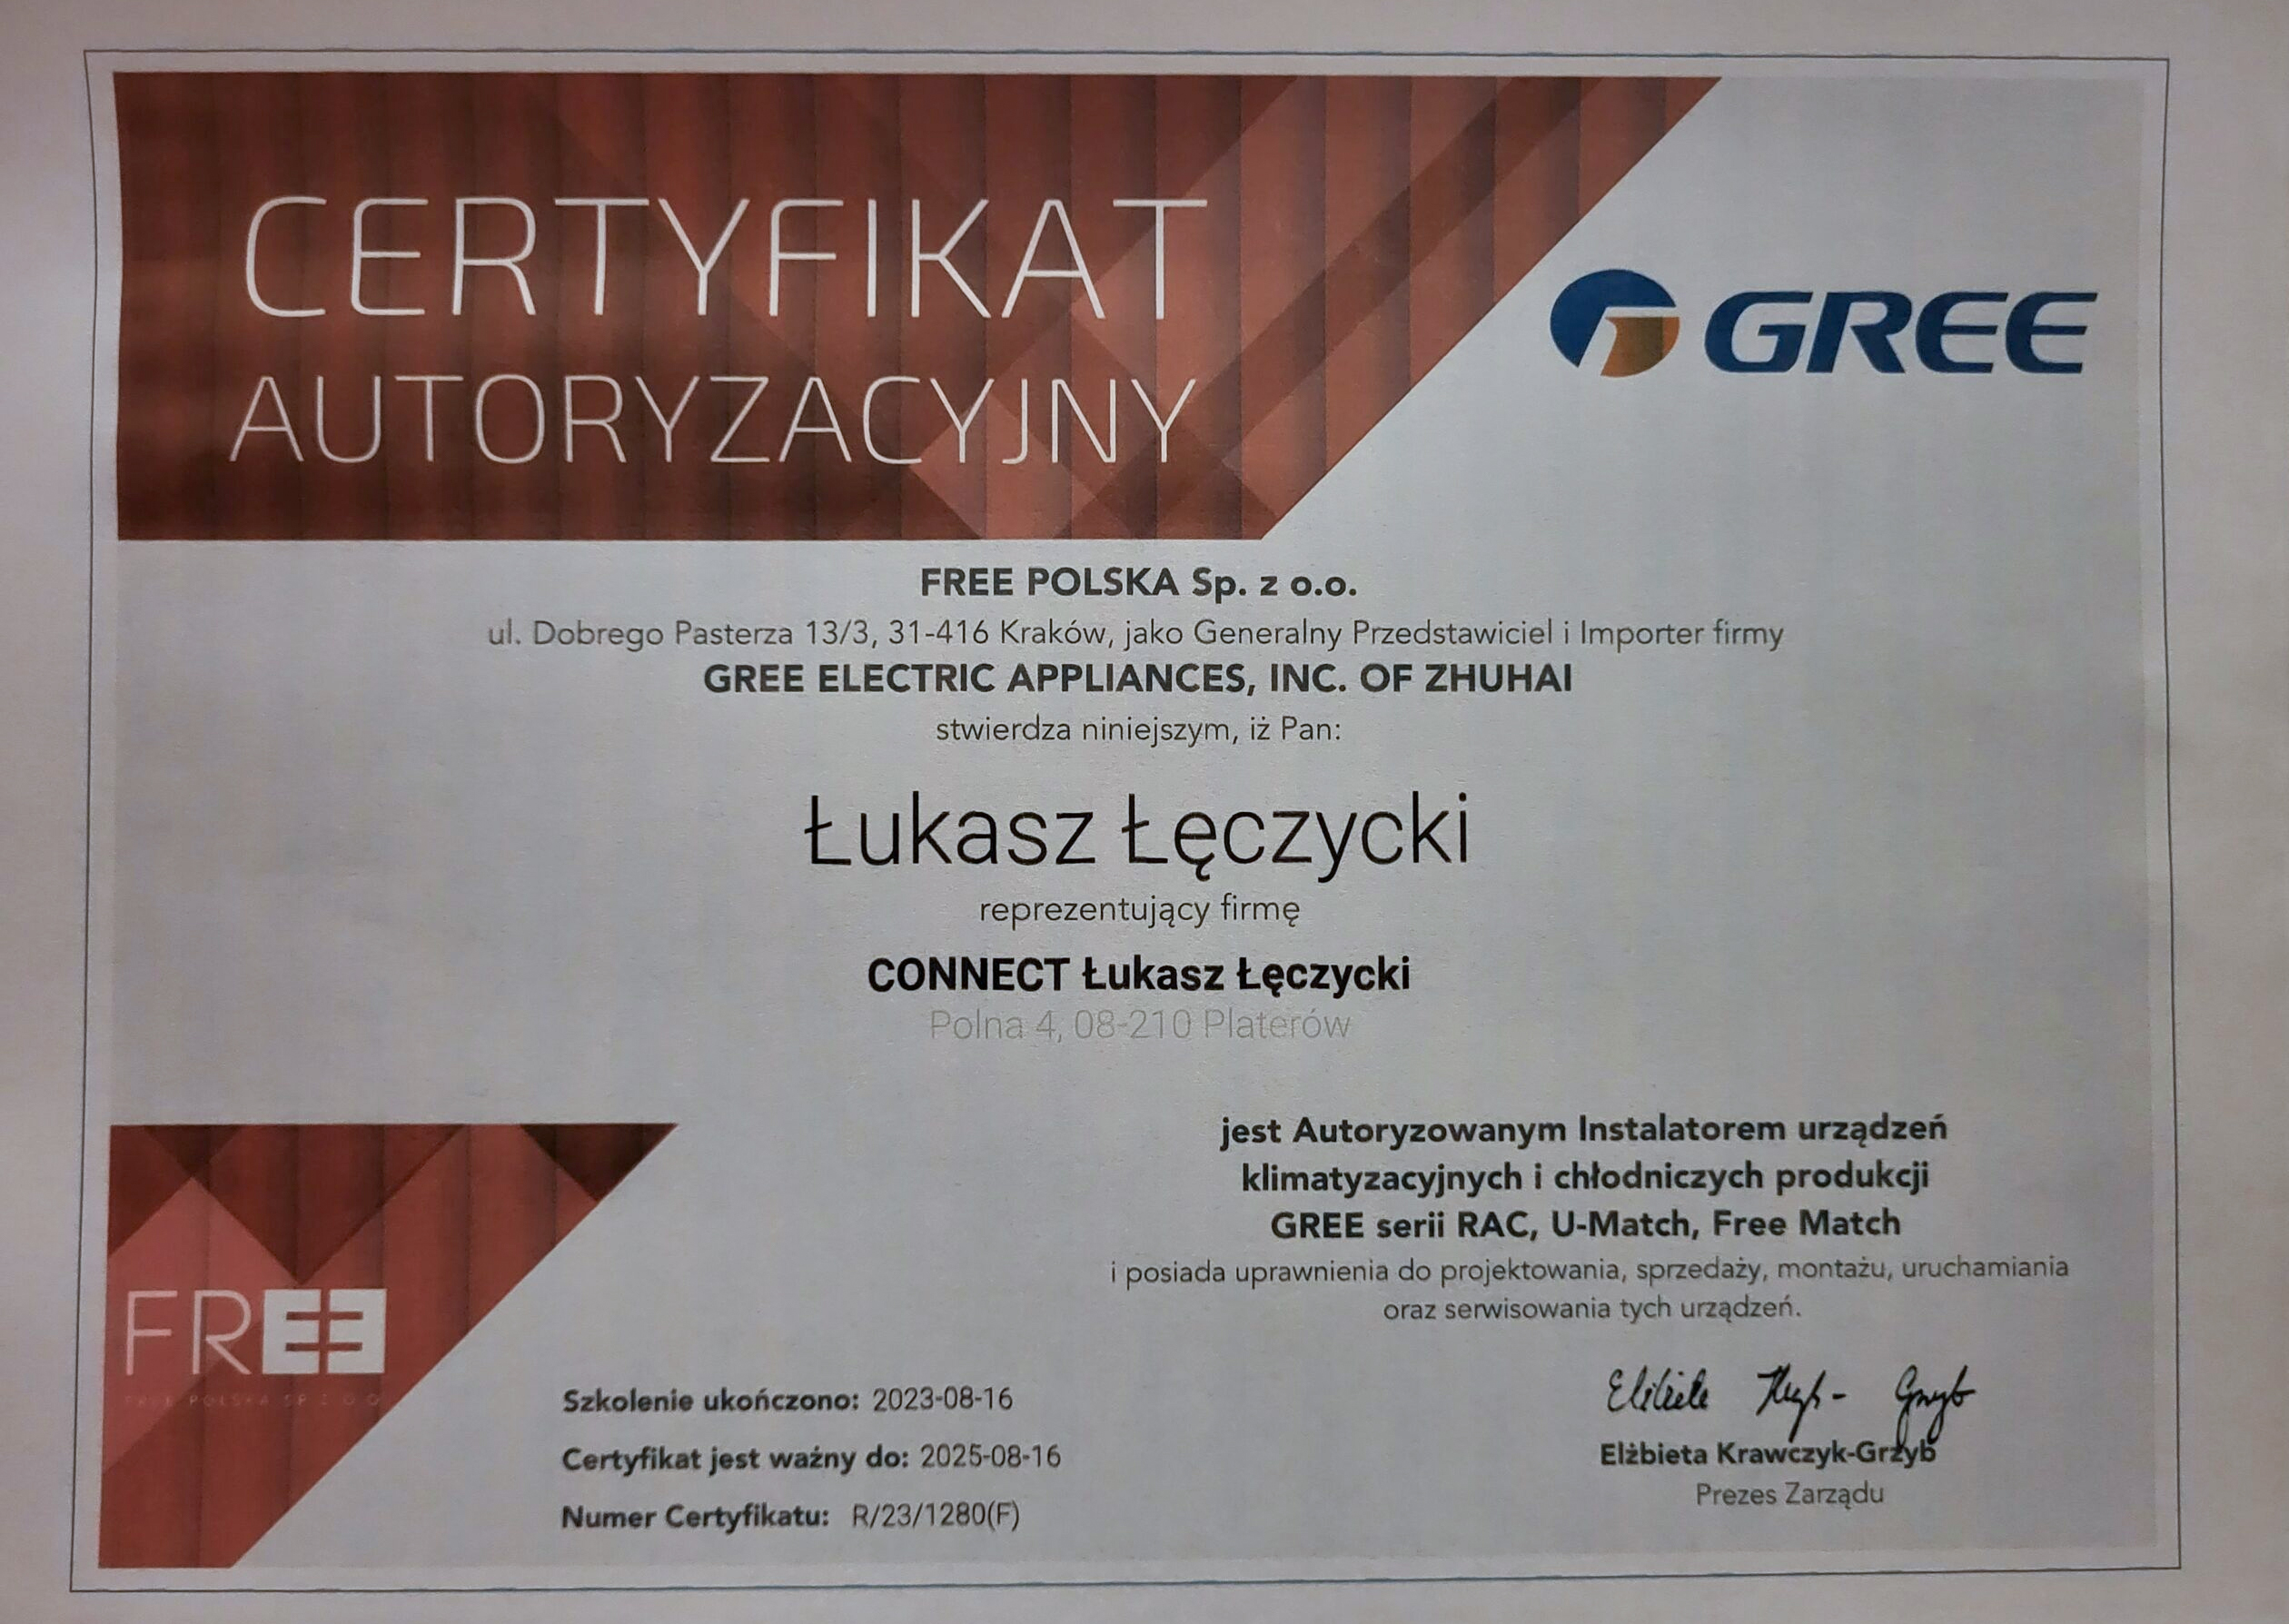 CERTYFIKAT
AUTORYZACYJNY
GREE
FREE POLSKA Sp. z o.o.
ul. Dobrego Pasterza 13/3, 31-416 Kraków, jako Generalny Przedstawiciel i Importer firmy
GREE ELECTRIC APPLIANCES, INC. OF ZHUHAI
stwierdza niniejszym, iż Pan:
Łukasz Łęczycki
reprezentujący firmę
CONNECT Łukasz Łęczycki
Polna 4, 08-210 Platerów
jest Autoryzowanym Instalatorem urządzeń
klimatyzacyjnych i chłodniczych produkcji
GREE serii RAC, U-Match, Free Match
i posiada uprawnienia do projektowania, sprzedaży, montażu, uruchamiania
oraz serwisowania tych urządzeń.
FREE
FREE POLSKA SP Z O O
Szkolenie ukończono: 2023-08-16
Certyfikat jest ważny do: 2025-08-16
Numer Certyfikatu: R/23/1280(F)
Elżbieta Krawczyk-Grzyb
Prezes Zarządu